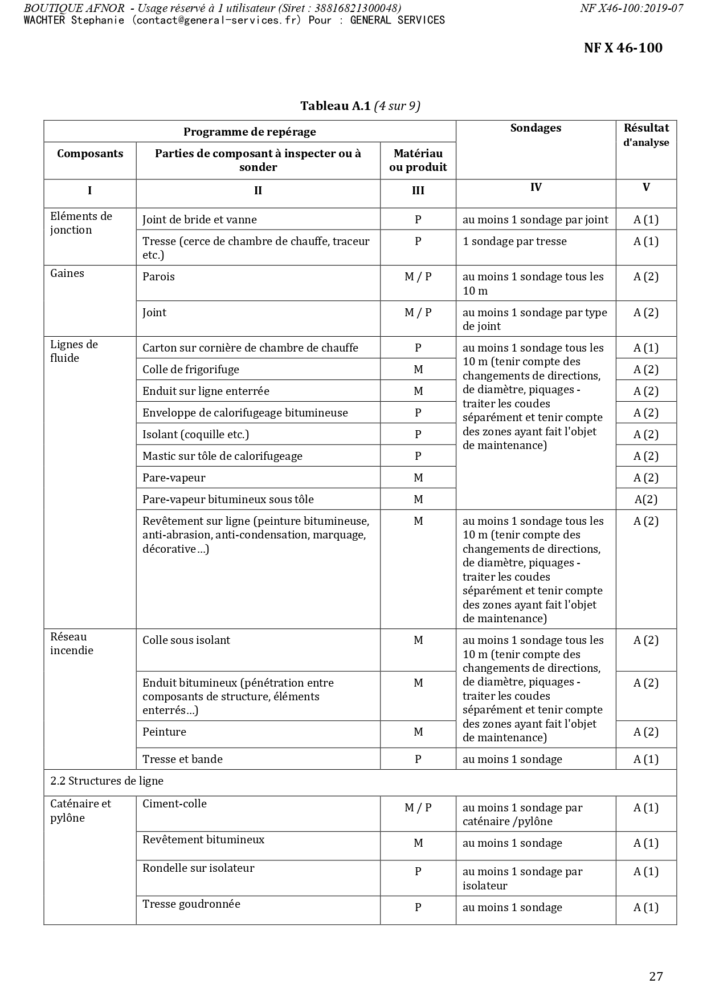 BOUTIQUE AFNOR - Usage réservé à 1 utilisateur (Siret : 38816821300048) NF X46-100:2019-07
WACHTER Stephanie (contact@general-services.fr) Pour : GENERAL SERVICES
NF X 46-100
Tableau A.1 (4 sur 9)
Programme de repérage
Sondages
Résultat
d'analyse
Composants
Parties de composant à inspecter ou à
sonder
Matériau
ou produit
I II III IV V
Eléments de
jonction
Joint de bride et vanne P au moins 1 sondage par joint A (1)
Tresse (cerce de chambre de chauffe, traceur
etc.)
P 1 sondage par tresse A (1)
Gaines
Parois M / P au moins 1 sondage tous les
10 m
A (2)
Joint M / P au moins 1 sondage par type
de joint
A (2)
Lignes de
fluide
Carton sur cornière de chambre de chauffe P A (1)
au moins 1 sondage tous les
10 m (tenir compte des
changements de directions,
de diamètre, piquages -
traiter les coudes
séparément et tenir compte
des zones ayant fait l'objet
de maintenance)
Colle de frigorifuge M A (2)
Enduit sur ligne enterrée M A (2)
Enveloppe de calorifugeage bitumineuse P A (2)
Isolant (coquille etc.) P A (2)
Mastic sur tôle de calorifugeage P A (2)
Pare-vapeur M A (2)
Pare-vapeur bitumineux sous tôle M A(2)
Revêtement sur ligne (peinture bitumineuse,
anti-abrasion, anti-condensation, marquage,
décorative…)
M
au moins 1 sondage tous les
10 m (tenir compte des
changements de directions,
de diamètre, piquages -
traiter les coudes
séparément et tenir compte
des zones ayant fait l'objet
de maintenance)
A (2)
Réseau
incendie
Colle sous isolant M A (2)
au moins 1 sondage tous les
10 m (tenir compte des
changements de directions,
de diamètre, piquages -
traiter les coudes
séparément et tenir compte
des zones ayant fait l'objet
de maintenance)
Enduit bitumineux (pénétration entre
composants de structure, éléments
enterrés…)
M A (2)
Peinture M A (2)
Tresse et bande P au moins 1 sondage A (1)
2.2 Structures de ligne
Caténaire et
pylône
Ciment-colle M / P au moins 1 sondage par
caténaire /pylône
A (1)
Revêtement bitumineux M au moins 1 sondage A (1)
Rondelle sur isolateur P au moins 1 sondage par
isolateur
A (1)
Tresse goudronnée P au moins 1 sondage A (1)
27